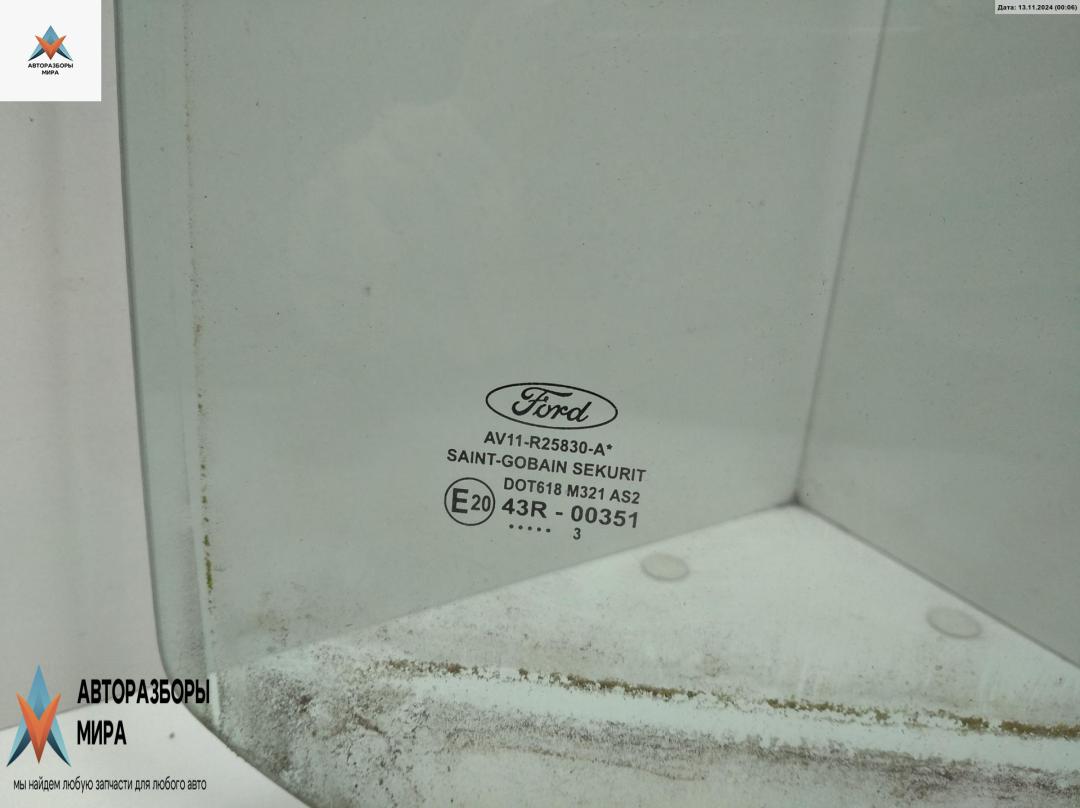 АВТОРАЗБОРЫ
МИРА
Дата: 13.11.2024 (00:06)
Ford
AV11-R25830-A*
SAINT-GOBAIN SEKURIT
DOT618 M321 AS2
E20 43R - 00351
..... 3
АВТОРАЗБОРЫ
МИРА
мы найдем любую запчасти для любого авто